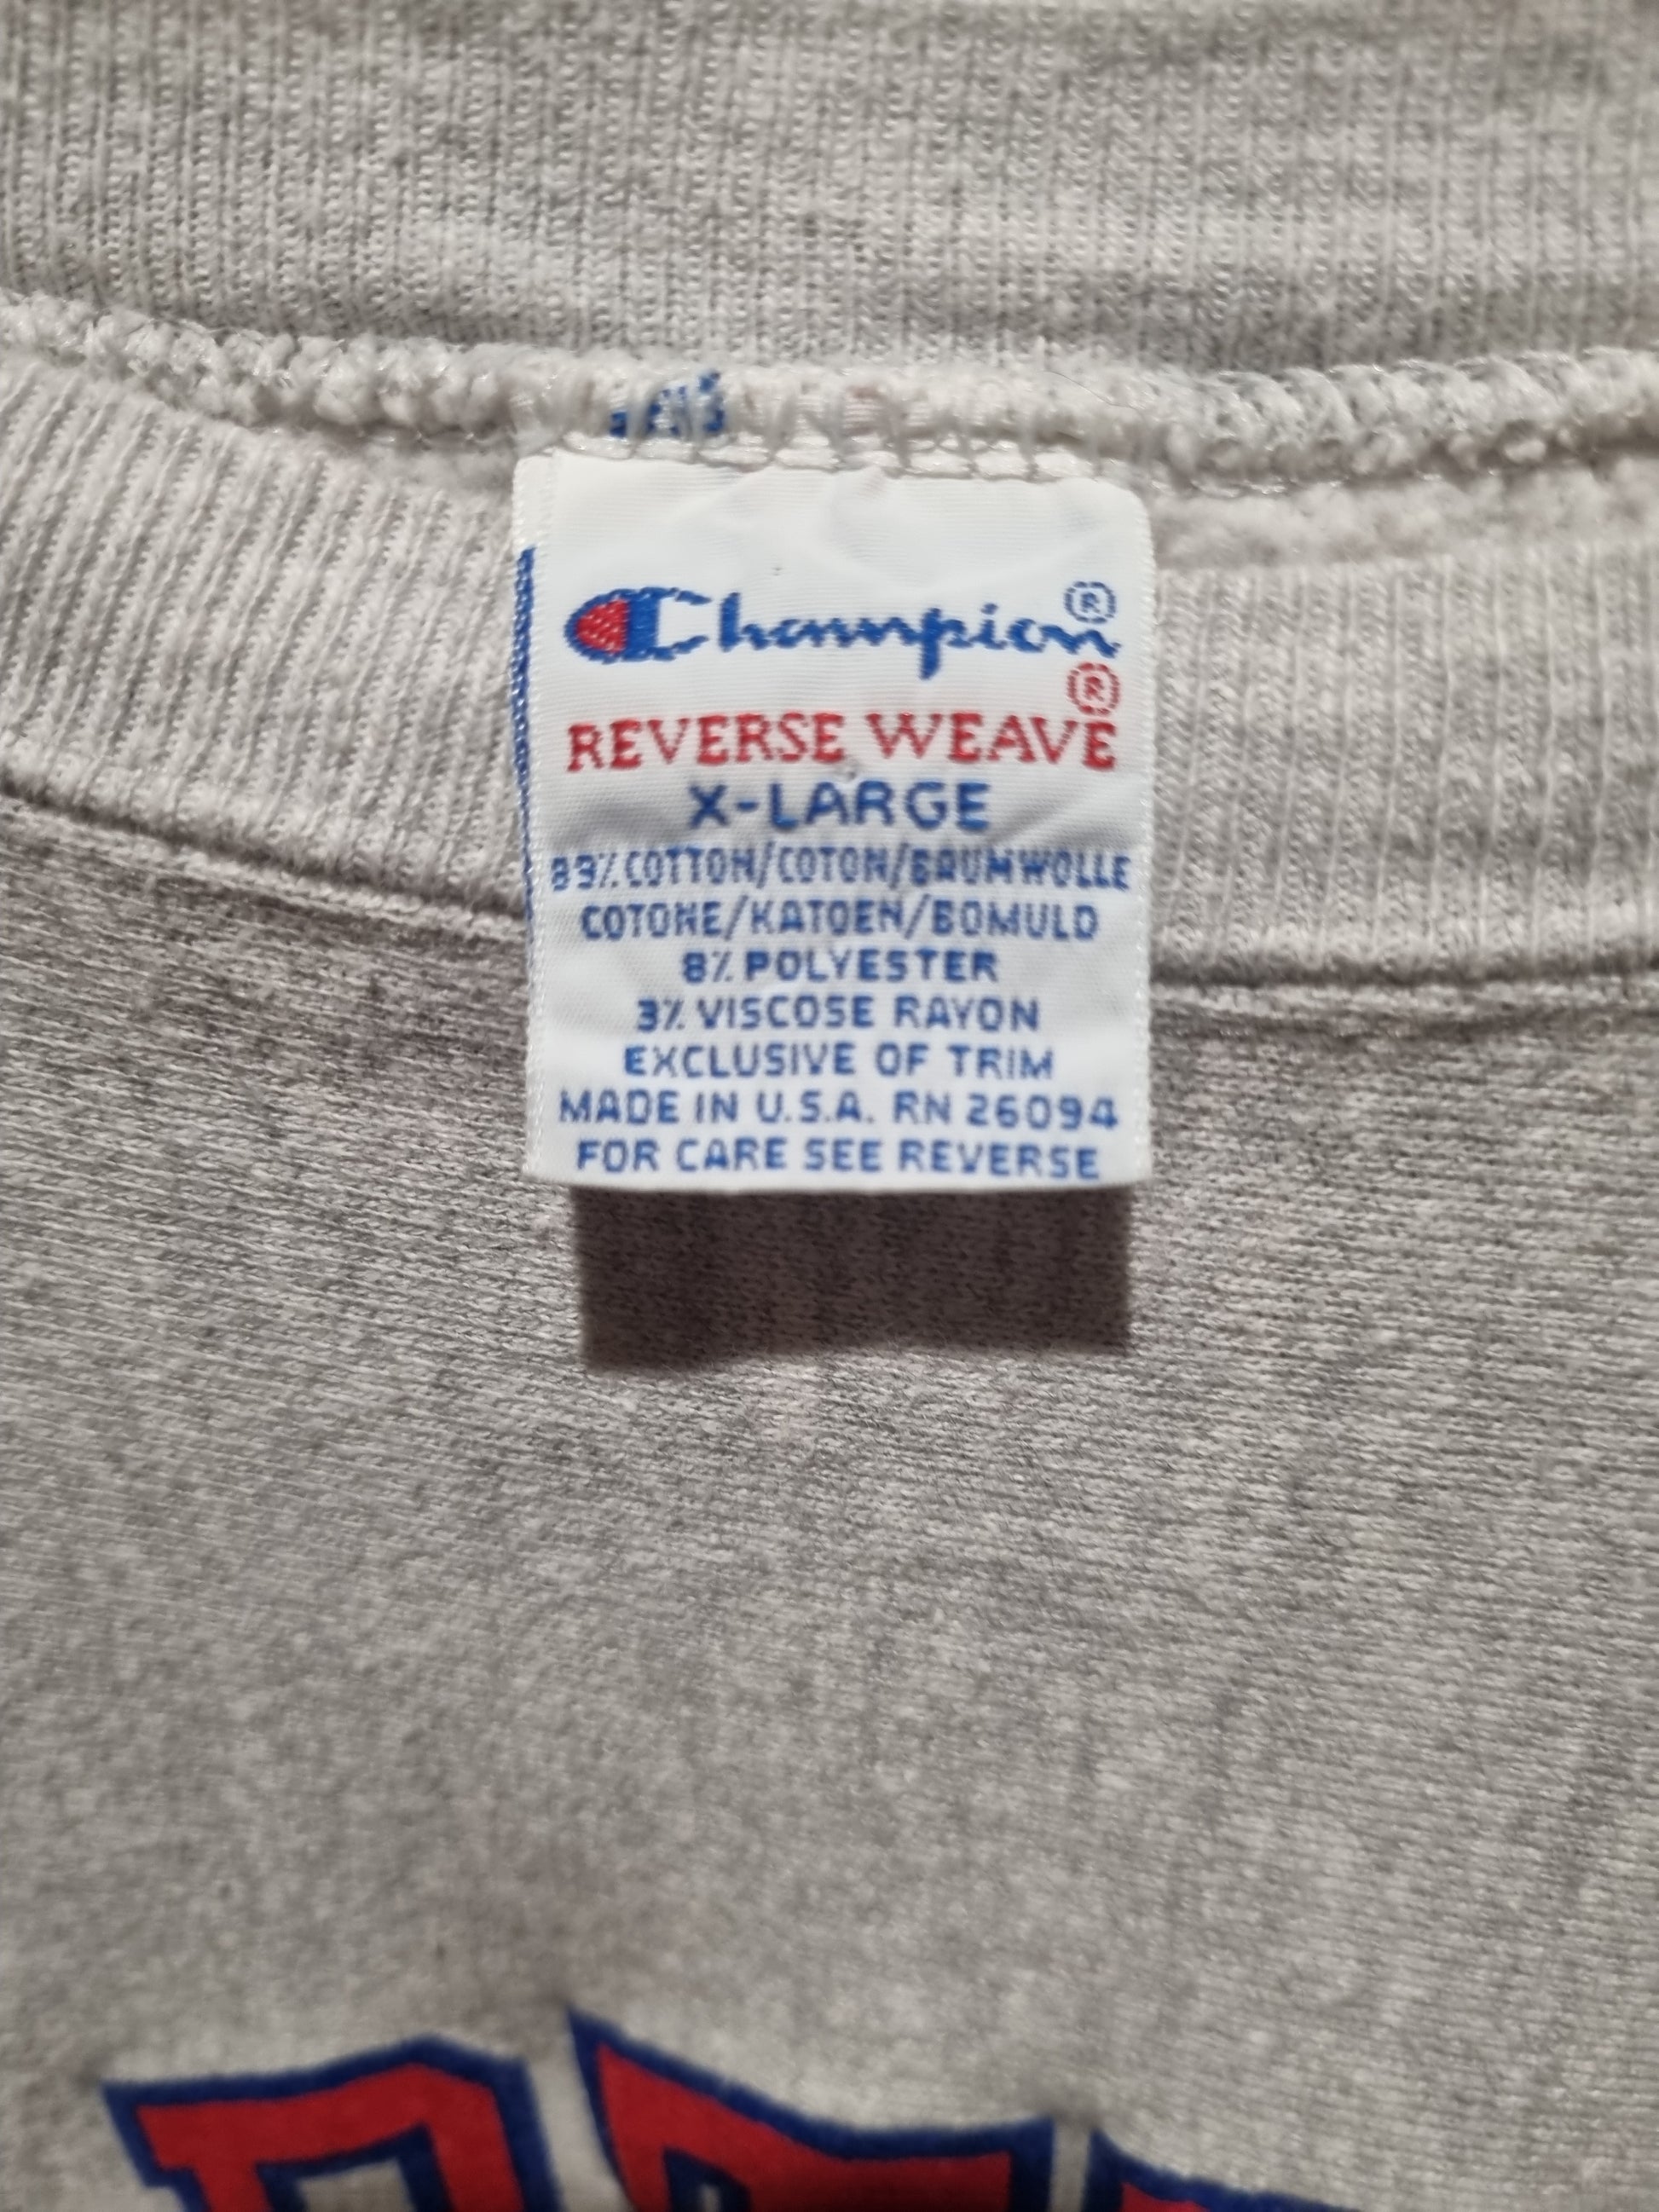 Champion®
®
REVERSE WEAVE
X-LARGE
89% COTTON/COTON/BAUMWOLLE
COTONE/KATOEN/BOMULD
8% POLYESTER
3% VISCOSE RAYON
EXCLUSIVE OF TRIM
MADE IN U.S.A. RN 26094
FOR CARE SEE REVERSE